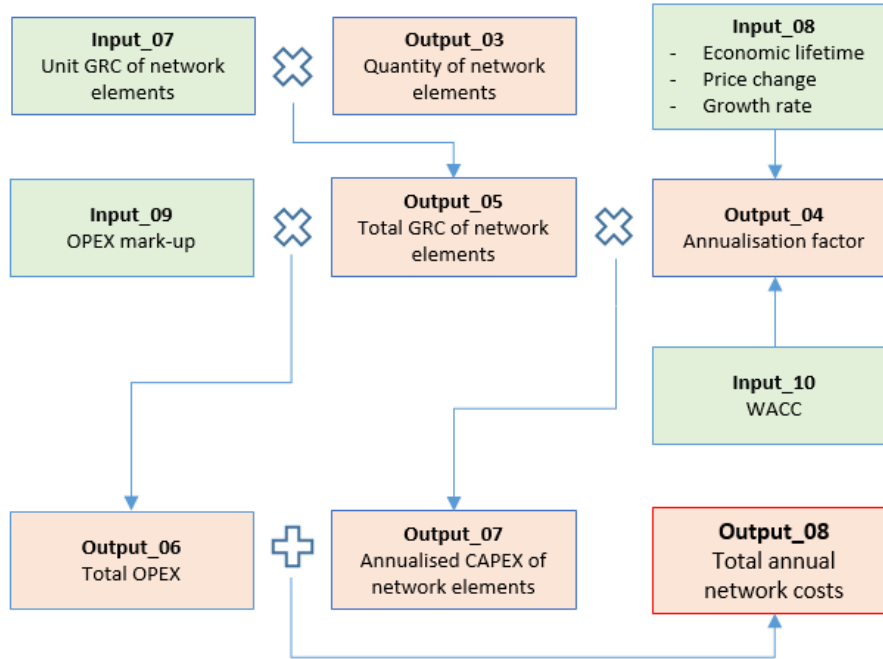 Input_07
Unit GRC of network
elements
Output_03
Quantity of network
elements
Input_08
- Economic lifetime
- Price change
- Growth rate
Input_09
OPEX mark-up
Output_05
Total GRC of network
elements
Output_04
Annualisation factor
Input_10
WACC
Output_06
Total OPEX
Output_07
Annualised CAPEX of
network elements
Output_08
Total annual
network costs